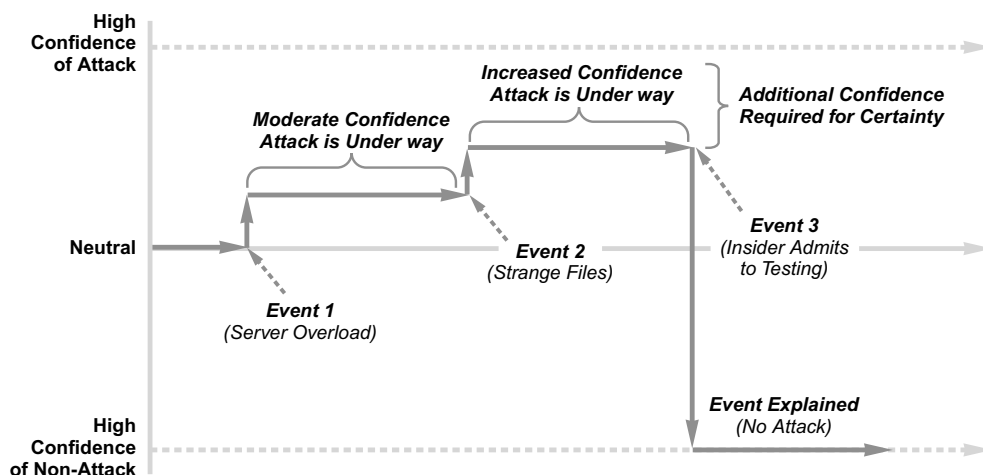 High
Confidence
of Attack
Increased Confidence
Attack is Under way
Additional Confidence
Required for Certainty
Moderate Confidence
Attack is Under way
Neutral
Event 1
(Server Overload)
Event 2
(Strange Files)
Event 3
(Insider Admits
to Testing)
Event Explained
(No Attack)
High
Confidence
of Non-Attack